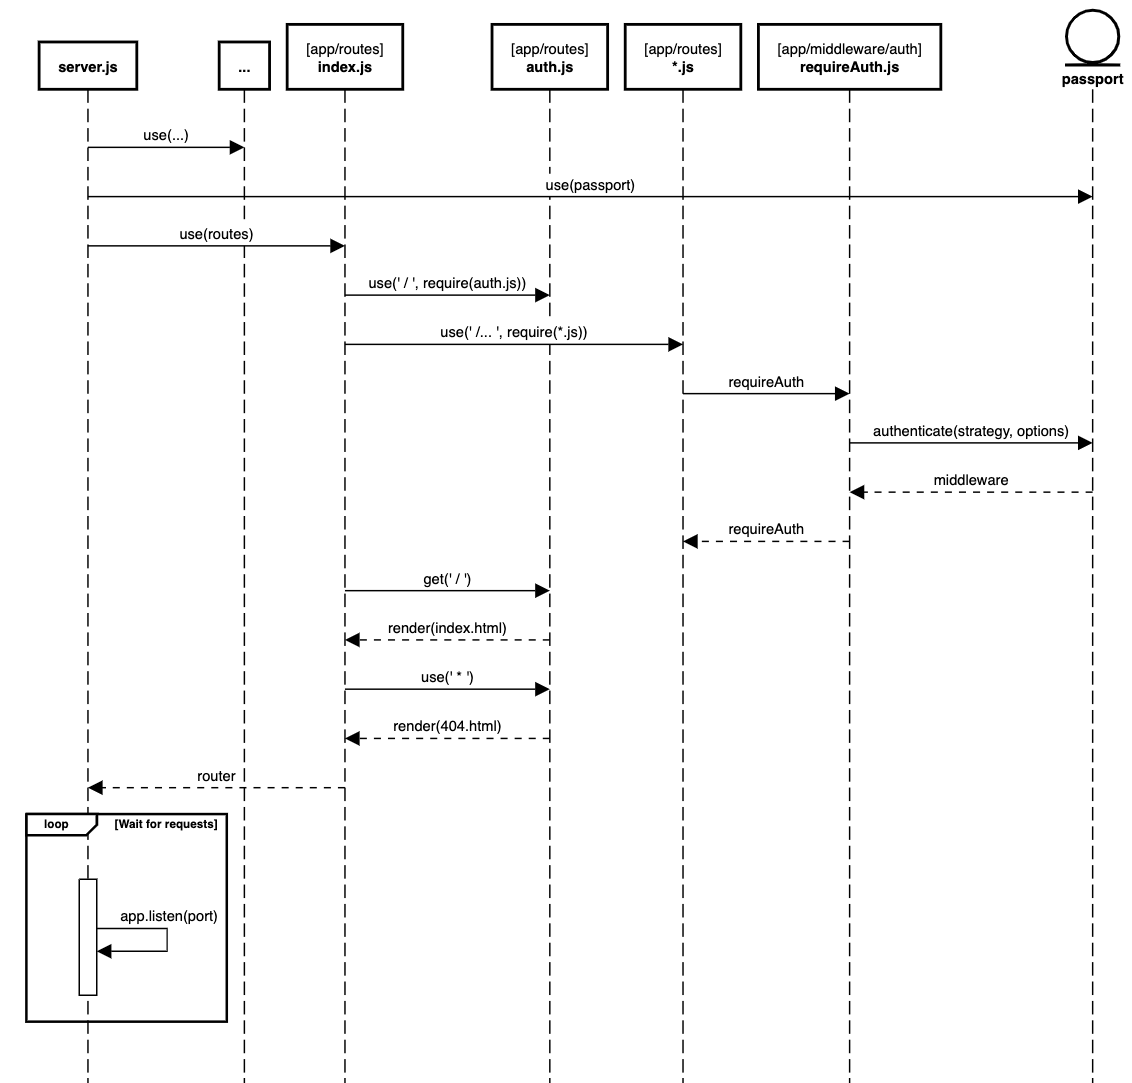 server.js
...
[app/routes]
index.js
[app/routes]
auth.js
[app/routes]
*.js
[app/middleware/auth]
requireAuth.js
passport
use(...)
use(passport)
use(routes)
use(' / ', require(auth.js))
use(' /... ', require(*.js))
requireAuth
authenticate(strategy, options)
middleware
requireAuth
get(' / ')
render(index.html)
use(' * ')
render(404.html)
router
loop
[Wait for requests]
app.listen(port)